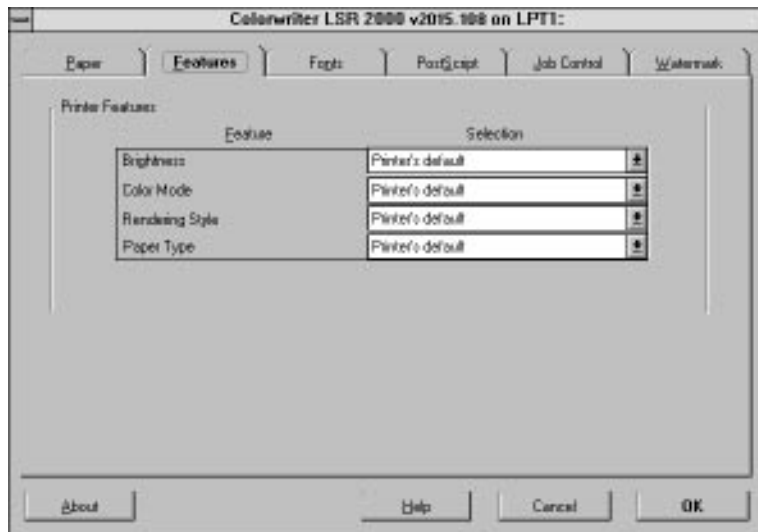 Colorwriter LSR 2000 v2015.108 on LPT1:
Paper Features Fonts PostScript Job Control Watermark
Printer Features
Feature Selection
Brightness Printer's default
Color Mode Printer's default
Rendering Style Printer's default
Paper Type Printer's default
About Help Cancel OK